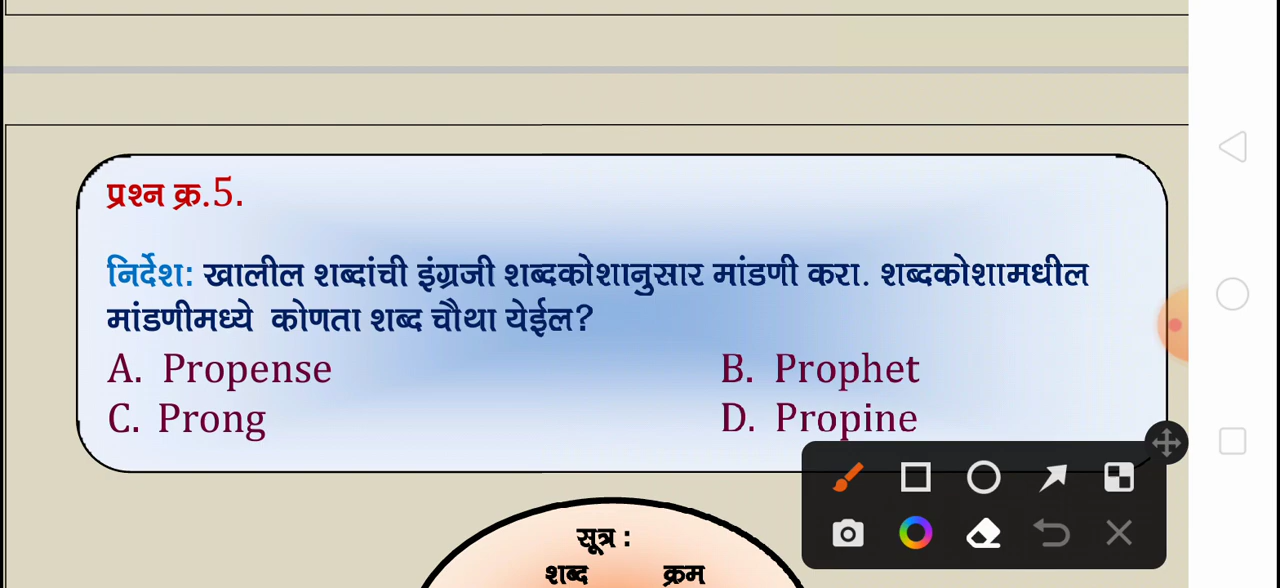 प्रश्न क्र.5.
निर्देश: खालील शब्दांची इंग्रजी शब्दकोशानुसार मांडणी करा. शब्दकोशामधील
मांडणीमध्ये कोणता शब्द चौथा येईल?
A. Propense B. Prophet
C. Prong D. Propine
सूत्र :
शब्द क्रम